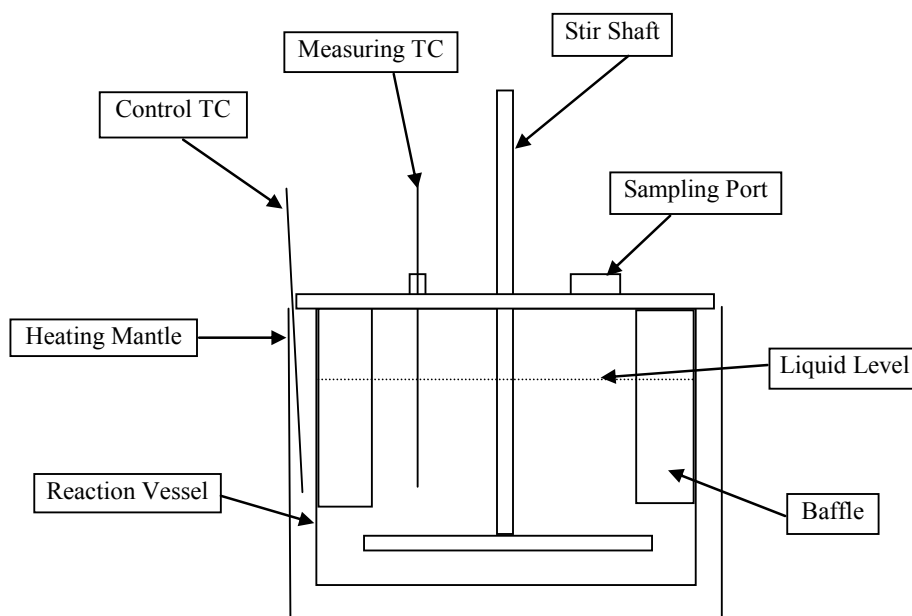 Stir Shaft
Measuring TC
Control TC
Sampling Port
Heating Mantle
Liquid Level
Reaction Vessel
Baffle